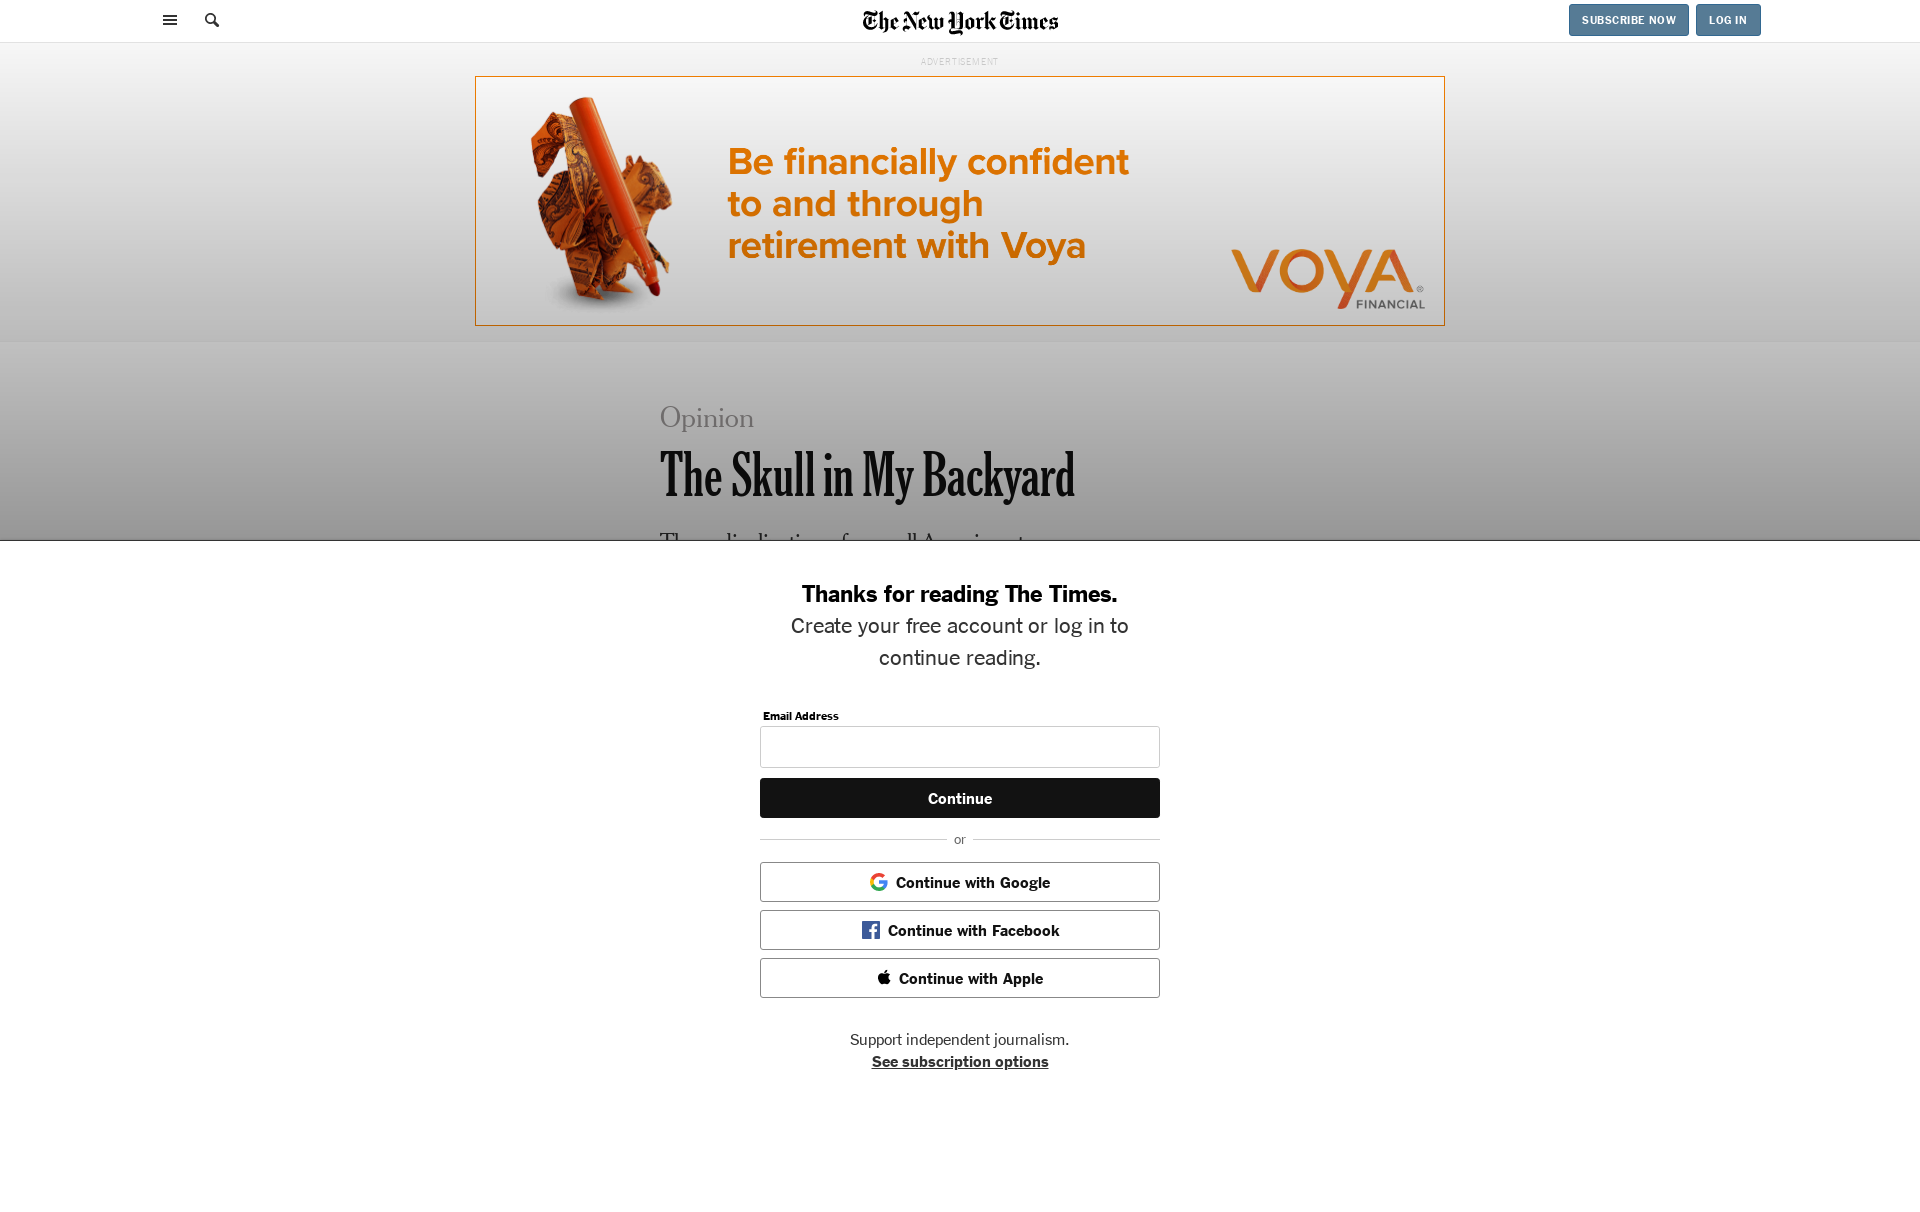 The New York Times
SUBSCRIBE NOW
LOG IN
ADVERTISEMENT
Be financially confident
to and through
retirement with Voya
VOYA®
FINANCIAL
Opinion
The Skull in My Backyard
Thanks for reading The Times.
Create your free account or log in to
continue reading.
Email Address
Continue
or
Continue with Google
Continue with Facebook
Continue with Apple
Support independent journalism.
See subscription options